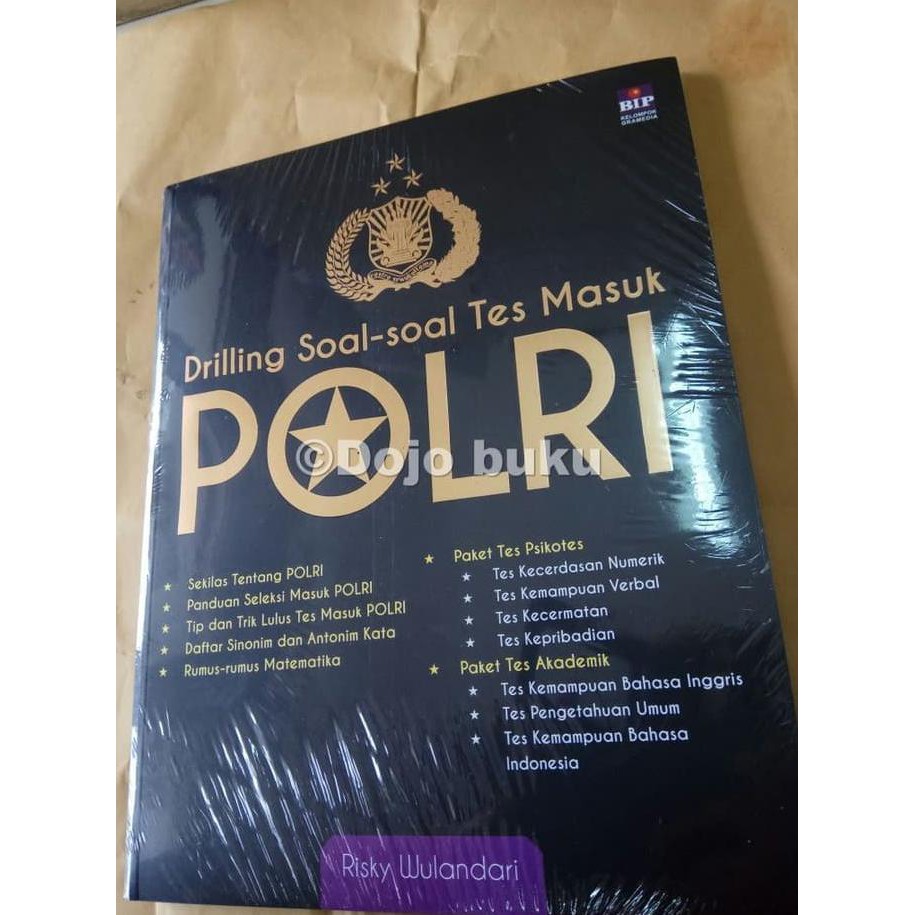 BIP
KELOMPOK
GRAMEDIA
Drilling Soal-soal Tes Masuk
POLRI
©Dojo buku
★ Sekilas Tentang POLRI
★ Panduan Seleksi Masuk POLRI
★ Tip dan Trik Lulus Tes Masuk POLRI
★ Daftar Sinonim dan Antonim Kata
★ Rumus-rumus Matematika
★ Paket Tes Psikotes
★ Tes Kecerdasan Numerik
★ Tes Kemampuan Verbal
★ Tes Kecermatan
★ Tes Kepribadian
★ Paket Tes Akademik
★ Tes Kemampuan Bahasa Inggris
★ Tes Pengetahuan Umum
★ Tes Kemampuan Bahasa
Indonesia
Risky Wulandari